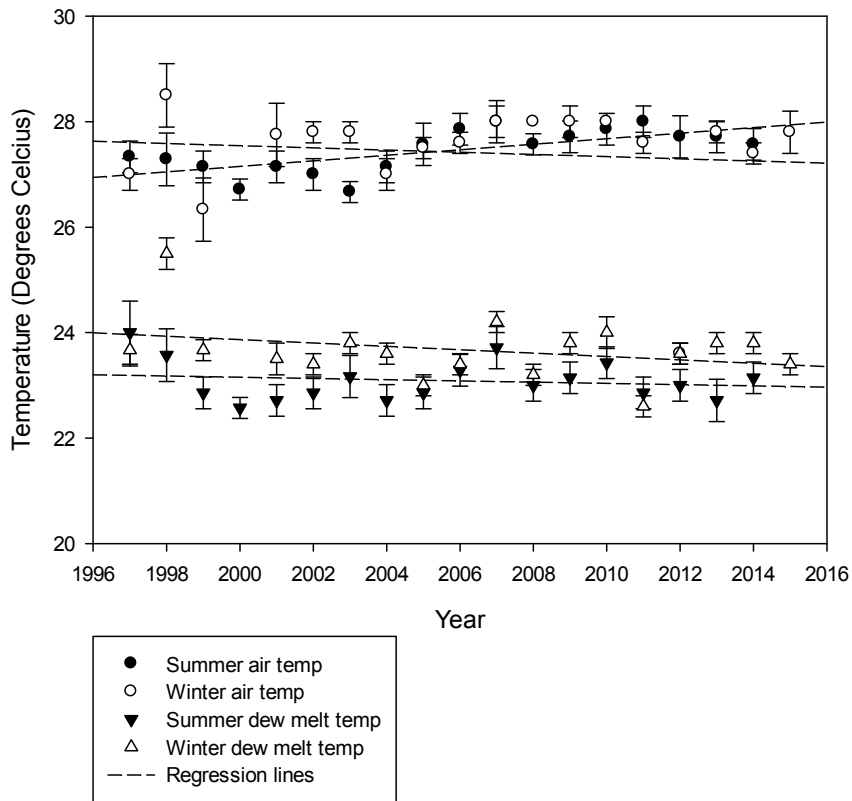 30
28
26
24
22
20
Temperature (Degrees Celcius)
1996 1998 2000 2002 2004 2006 2008 2010 2012 2014 2016
Year
Summer air temp
Winter air temp
Summer dew melt temp
Winter dew melt temp
Regression lines